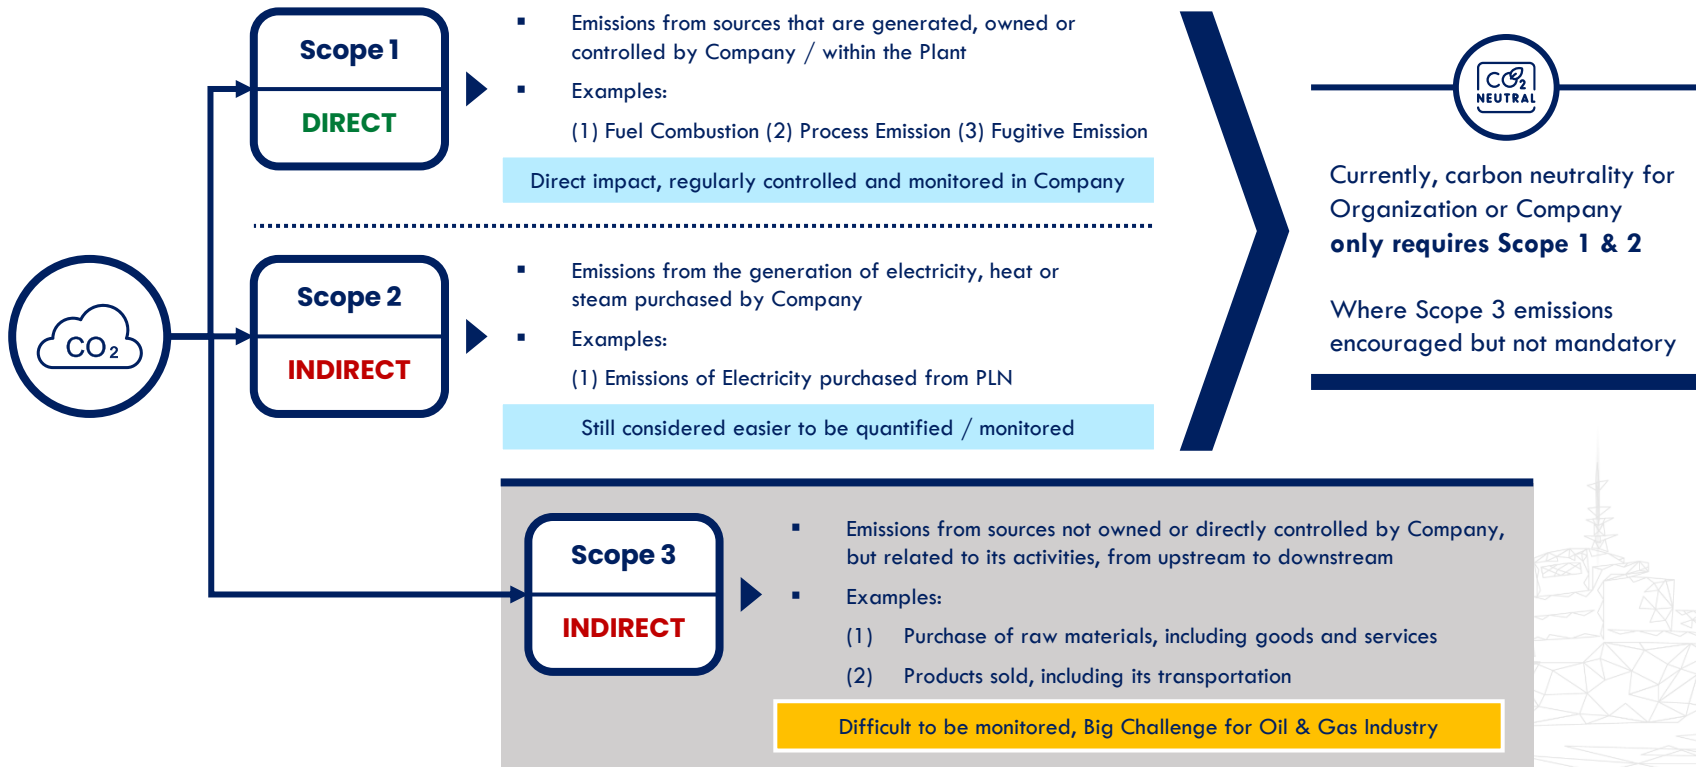 CO₂
Scope 1
DIRECT
▪ Emissions from sources that are generated, owned or
controlled by Company / within the Plant
▪ Examples:
(1) Fuel Combustion (2) Process Emission (3) Fugitive Emission
Direct impact, regularly controlled and monitored in Company
Scope 2
INDIRECT
▪ Emissions from the generation of electricity, heat or
steam purchased by Company
▪ Examples:
(1) Emissions of Electricity purchased from PLN
Still considered easier to be quantified / monitored
Scope 3
INDIRECT
▪ Emissions from sources not owned or directly controlled by Company,
but related to its activities, from upstream to downstream
▪ Examples:
(1) Purchase of raw materials, including goods and services
(2) Products sold, including its transportation
Difficult to be monitored, Big Challenge for Oil & Gas Industry
CO₂
NEUTRAL
Currently, carbon neutrality for
Organization or Company
only requires Scope 1 & 2
Where Scope 3 emissions
encouraged but not mandatory